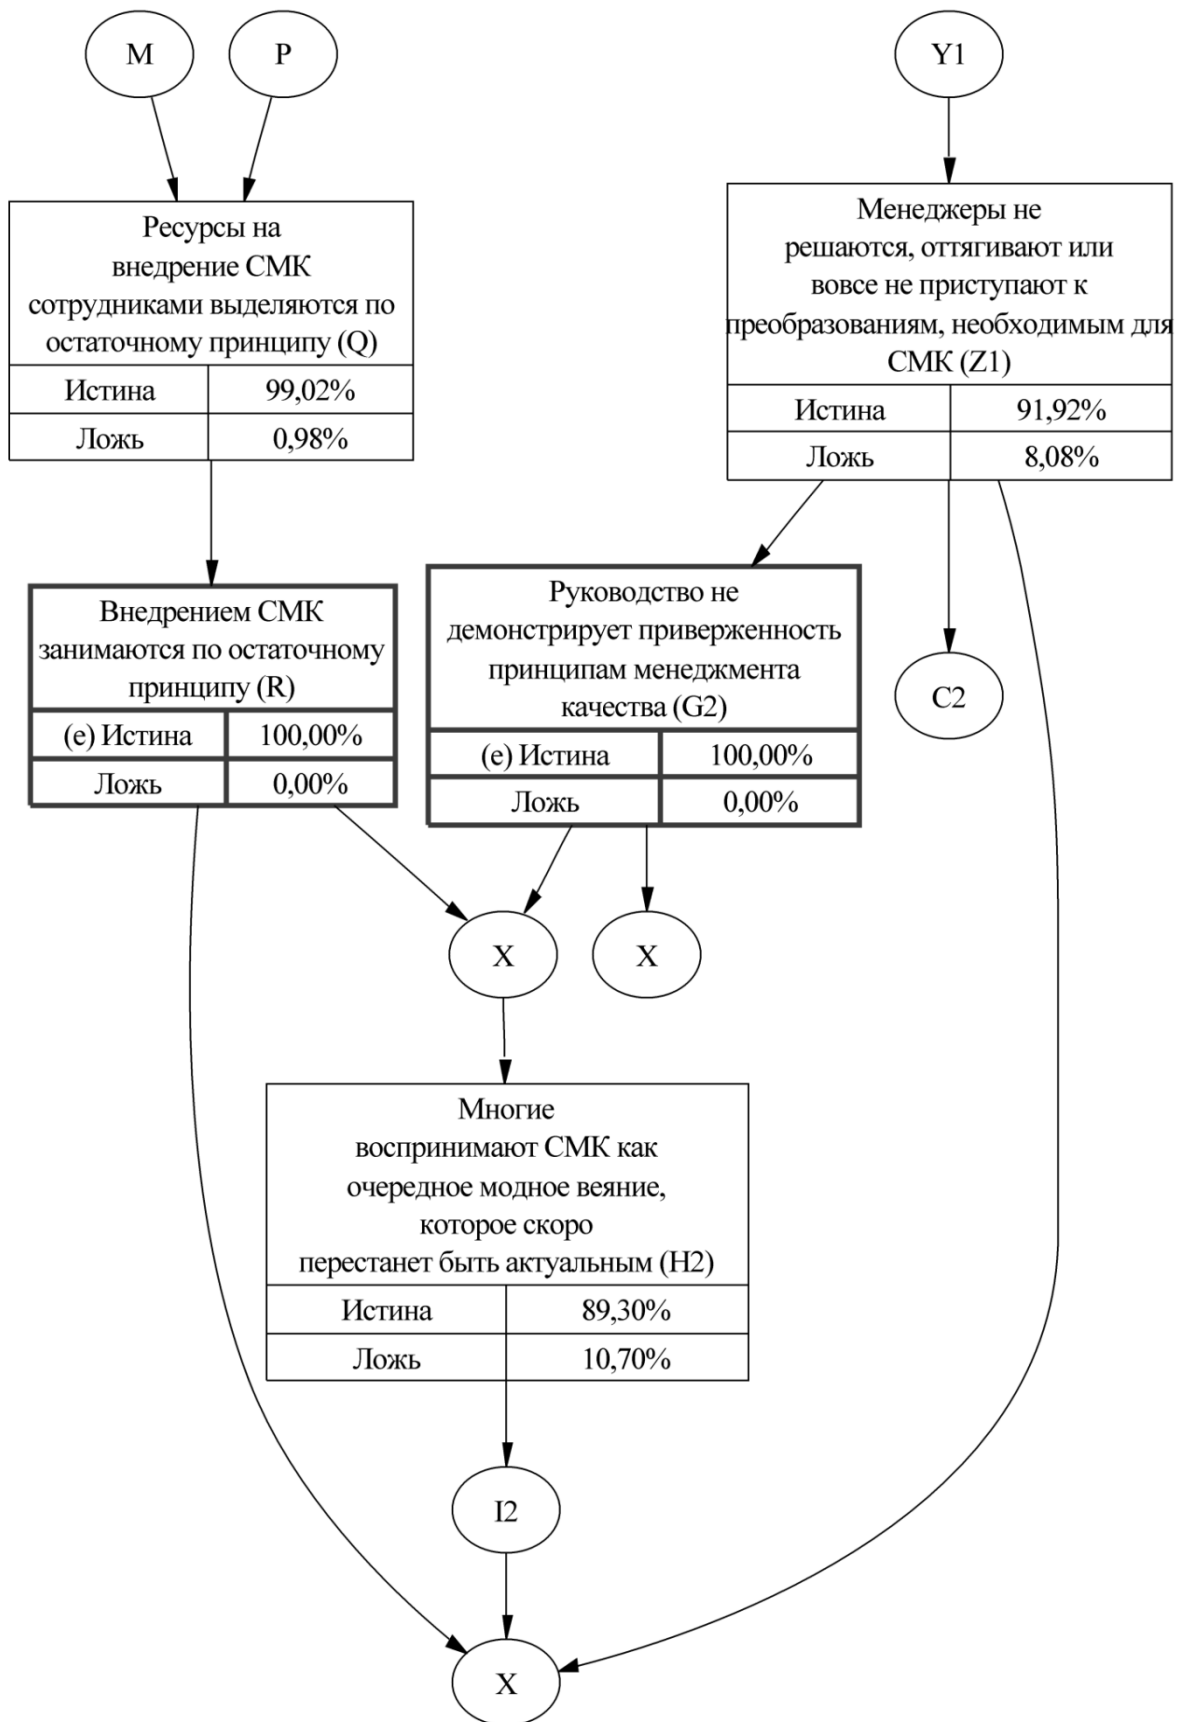 M
P
Y1
Ресурсы на
внедрение СМК
сотрудниками выделяются по
остаточному принципу (Q)
Истина 99,02%
Ложь 0,98%
Менеджеры не
решаются, оттягивают или
вовсе не приступают к
преобразованиям, необходимым для
СМК (Z1)
Истина 91,92%
Ложь 8,08%
Внедрением СМК
занимаются по остаточному
принципу (R)
(е) Истина 100,00%
Ложь 0,00%
Руководство не
демонстрирует приверженность
принципам менеджмента
качества (G2)
(е) Истина 100,00%
Ложь 0,00%
C2
X
X
Многие
воспринимают СМК как
очередное модное веяние,
которое скоро
перестанет быть актуальным (H2)
Истина 89,30%
Ложь 10,70%
I2
X